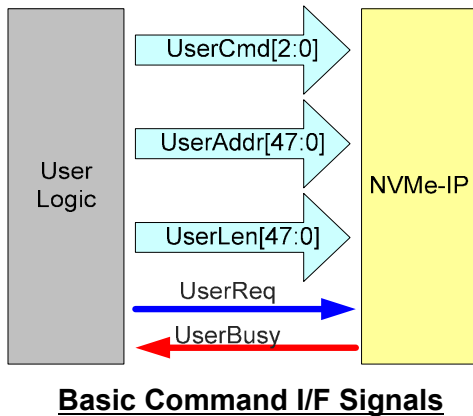 UserCmd[2:0]
UserAddr[47:0]
User
Logic
NVMe-IP
UserLen[47:0]
UserReq
UserBusy
Basic Command I/F Signals